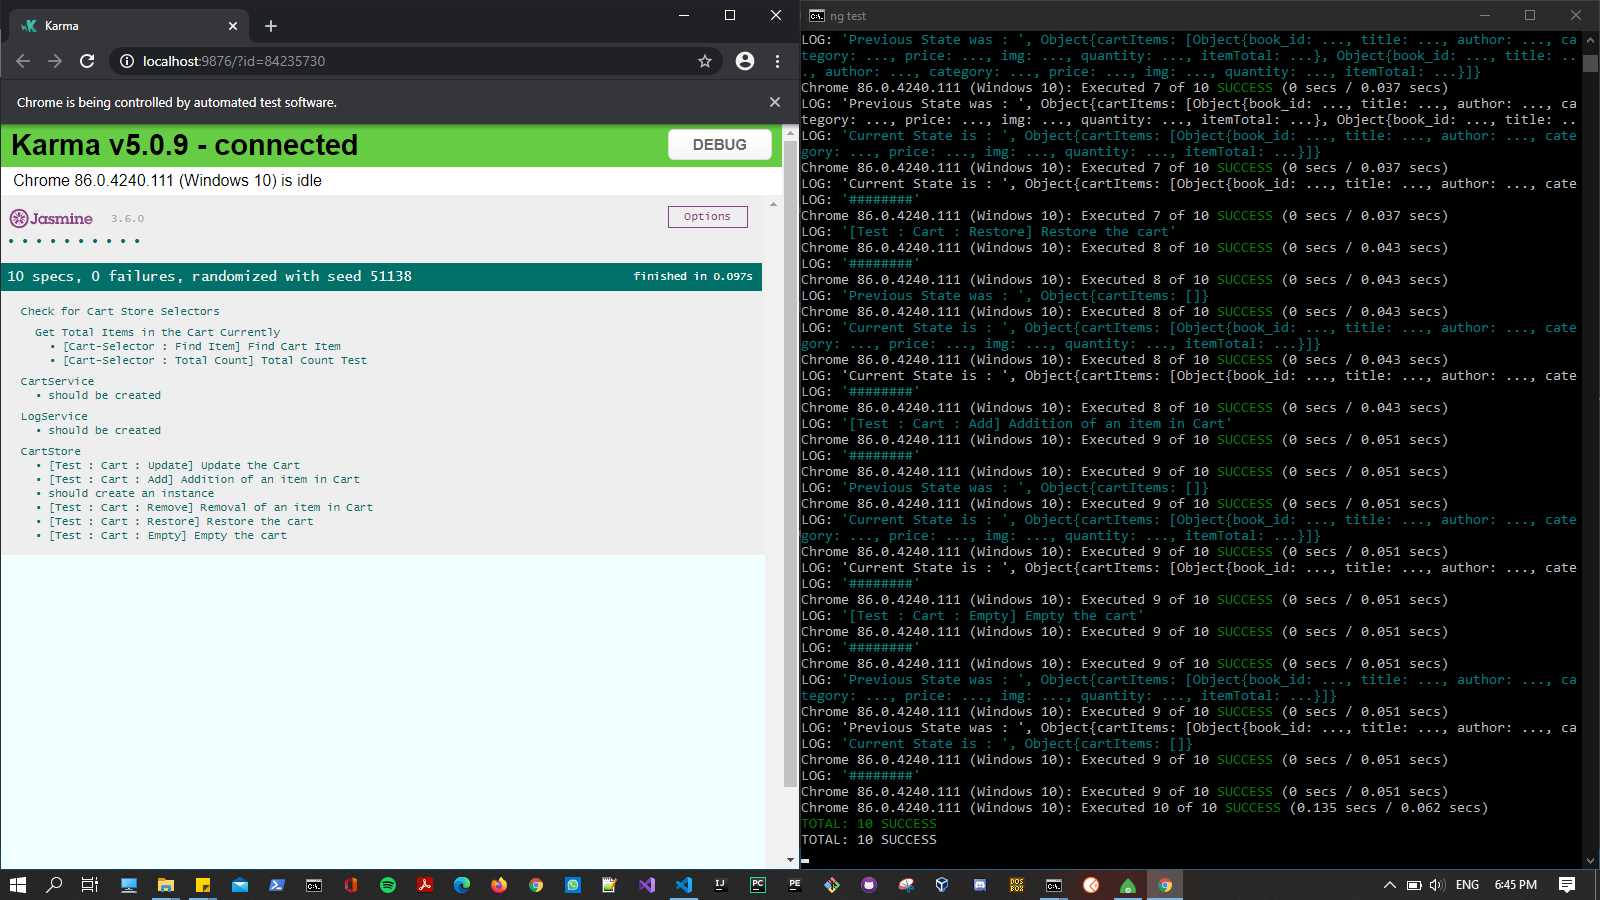 Karma
localhost:9876/?id=84235730
Chrome is being controlled by automated test software.
Karma v5.0.9 - connected
DEBUG
Chrome 86.0.4240.111 (Windows 10) is idle
Jasmine 3.6.0
Options
••••••••••
10 specs, 0 failures, randomized with seed 51138
finished in 0.097s
Check for Cart Store Selectors
Get Total Items in the Cart Currently
• [Cart-Selector : Find Item] Find Cart Item
• [Cart-Selector : Total Count] Total Count Test
CartService
• should be created
LogService
• should be created
CartStore
• [Test : Cart : Update] Update the Cart
• [Test : Cart : Add] Addition of an item in Cart
• should create an instance
• [Test : Cart : Remove] Removal of an item in Cart
• [Test : Cart : Restore] Restore the cart
• [Test : Cart : Empty] Empty the cart
ng test
LOG: 'Previous State was : ', Object{cartItems: [Object{book_id: ..., title: ..., author: ..., ca
tegory: ..., price: ..., img: ..., quantity: ..., itemTotal: ...}, Object{book_id: ..., title: ..
., author: ..., category: ..., price: ..., img: ..., quantity: ..., itemTotal: ...}]}
Chrome 86.0.4240.111 (Windows 10): Executed 7 of 10 SUCCESS (0 secs / 0.037 secs)
LOG: 'Previous State was : ', Object{cartItems: [Object{book_id: ..., title: ..., author: ..., ca
tegory: ..., price: ..., img: ..., quantity: ..., itemTotal: ...}, Object{book_id: ..., title: ..
LOG: 'Current State is : ', Object{cartItems: [Object{book_id: ..., title: ..., author: ..., cate
gory: ..., price: ..., img: ..., quantity: ..., itemTotal: ...}]}
Chrome 86.0.4240.111 (Windows 10): Executed 7 of 10 SUCCESS (0 secs / 0.037 secs)
LOG: 'Current State is : ', Object{cartItems: [Object{book_id: ..., title: ..., author: ..., cate
LOG: '########'
Chrome 86.0.4240.111 (Windows 10): Executed 7 of 10 SUCCESS (0 secs / 0.037 secs)
LOG: '[Test : Cart : Restore] Restore the cart'
Chrome 86.0.4240.111 (Windows 10): Executed 8 of 10 SUCCESS (0 secs / 0.043 secs)
LOG: '########'
Chrome 86.0.4240.111 (Windows 10): Executed 8 of 10 SUCCESS (0 secs / 0.043 secs)
LOG: 'Previous State was : ', Object{cartItems: []}
Chrome 86.0.4240.111 (Windows 10): Executed 8 of 10 SUCCESS (0 secs / 0.043 secs)
LOG: 'Current State is : ', Object{cartItems: [Object{book_id: ..., title: ..., author: ..., cate
gory: ..., price: ..., img: ..., quantity: ..., itemTotal: ...}]}
Chrome 86.0.4240.111 (Windows 10): Executed 8 of 10 SUCCESS (0 secs / 0.043 secs)
LOG: 'Current State is : ', Object{cartItems: [Object{book_id: ..., title: ..., author: ..., cate
LOG: '########'
Chrome 86.0.4240.111 (Windows 10): Executed 8 of 10 SUCCESS (0 secs / 0.043 secs)
LOG: '[Test : Cart : Add] Addition of an item in Cart'
Chrome 86.0.4240.111 (Windows 10): Executed 9 of 10 SUCCESS (0 secs / 0.051 secs)
LOG: '########'
Chrome 86.0.4240.111 (Windows 10): Executed 9 of 10 SUCCESS (0 secs / 0.051 secs)
LOG: 'Previous State was : ', Object{cartItems: []}
Chrome 86.0.4240.111 (Windows 10): Executed 9 of 10 SUCCESS (0 secs / 0.051 secs)
LOG: 'Current State is : ', Object{cartItems: [Object{book_id: ..., title: ..., author: ..., cate
gory: ..., price: ..., img: ..., quantity: ..., itemTotal: ...}]}
Chrome 86.0.4240.111 (Windows 10): Executed 9 of 10 SUCCESS (0 secs / 0.051 secs)
LOG: 'Current State is : ', Object{cartItems: [Object{book_id: ..., title: ..., author: ..., cate
LOG: '########'
Chrome 86.0.4240.111 (Windows 10): Executed 9 of 10 SUCCESS (0 secs / 0.051 secs)
LOG: '[Test : Cart : Empty] Empty the cart'
Chrome 86.0.4240.111 (Windows 10): Executed 9 of 10 SUCCESS (0 secs / 0.051 secs)
LOG: '########'
Chrome 86.0.4240.111 (Windows 10): Executed 9 of 10 SUCCESS (0 secs / 0.051 secs)
LOG: 'Previous State was : ', Object{cartItems: [Object{book_id: ..., title: ..., author: ..., ca
tegory: ..., price: ..., img: ..., quantity: ..., itemTotal: ...}]}
Chrome 86.0.4240.111 (Windows 10): Executed 9 of 10 SUCCESS (0 secs / 0.051 secs)
LOG: 'Previous State was : ', Object{cartItems: [Object{book_id: ..., title: ..., author: ..., ca
LOG: 'Current State is : ', Object{cartItems: []}
Chrome 86.0.4240.111 (Windows 10): Executed 9 of 10 SUCCESS (0 secs / 0.051 secs)
LOG: '########'
Chrome 86.0.4240.111 (Windows 10): Executed 9 of 10 SUCCESS (0 secs / 0.051 secs)
Chrome 86.0.4240.111 (Windows 10): Executed 10 of 10 SUCCESS (0.135 secs / 0.062 secs)
TOTAL: 10 SUCCESS
TOTAL: 10 SUCCESS
IJ PC PE DOS BOX ENG 6:45 PM